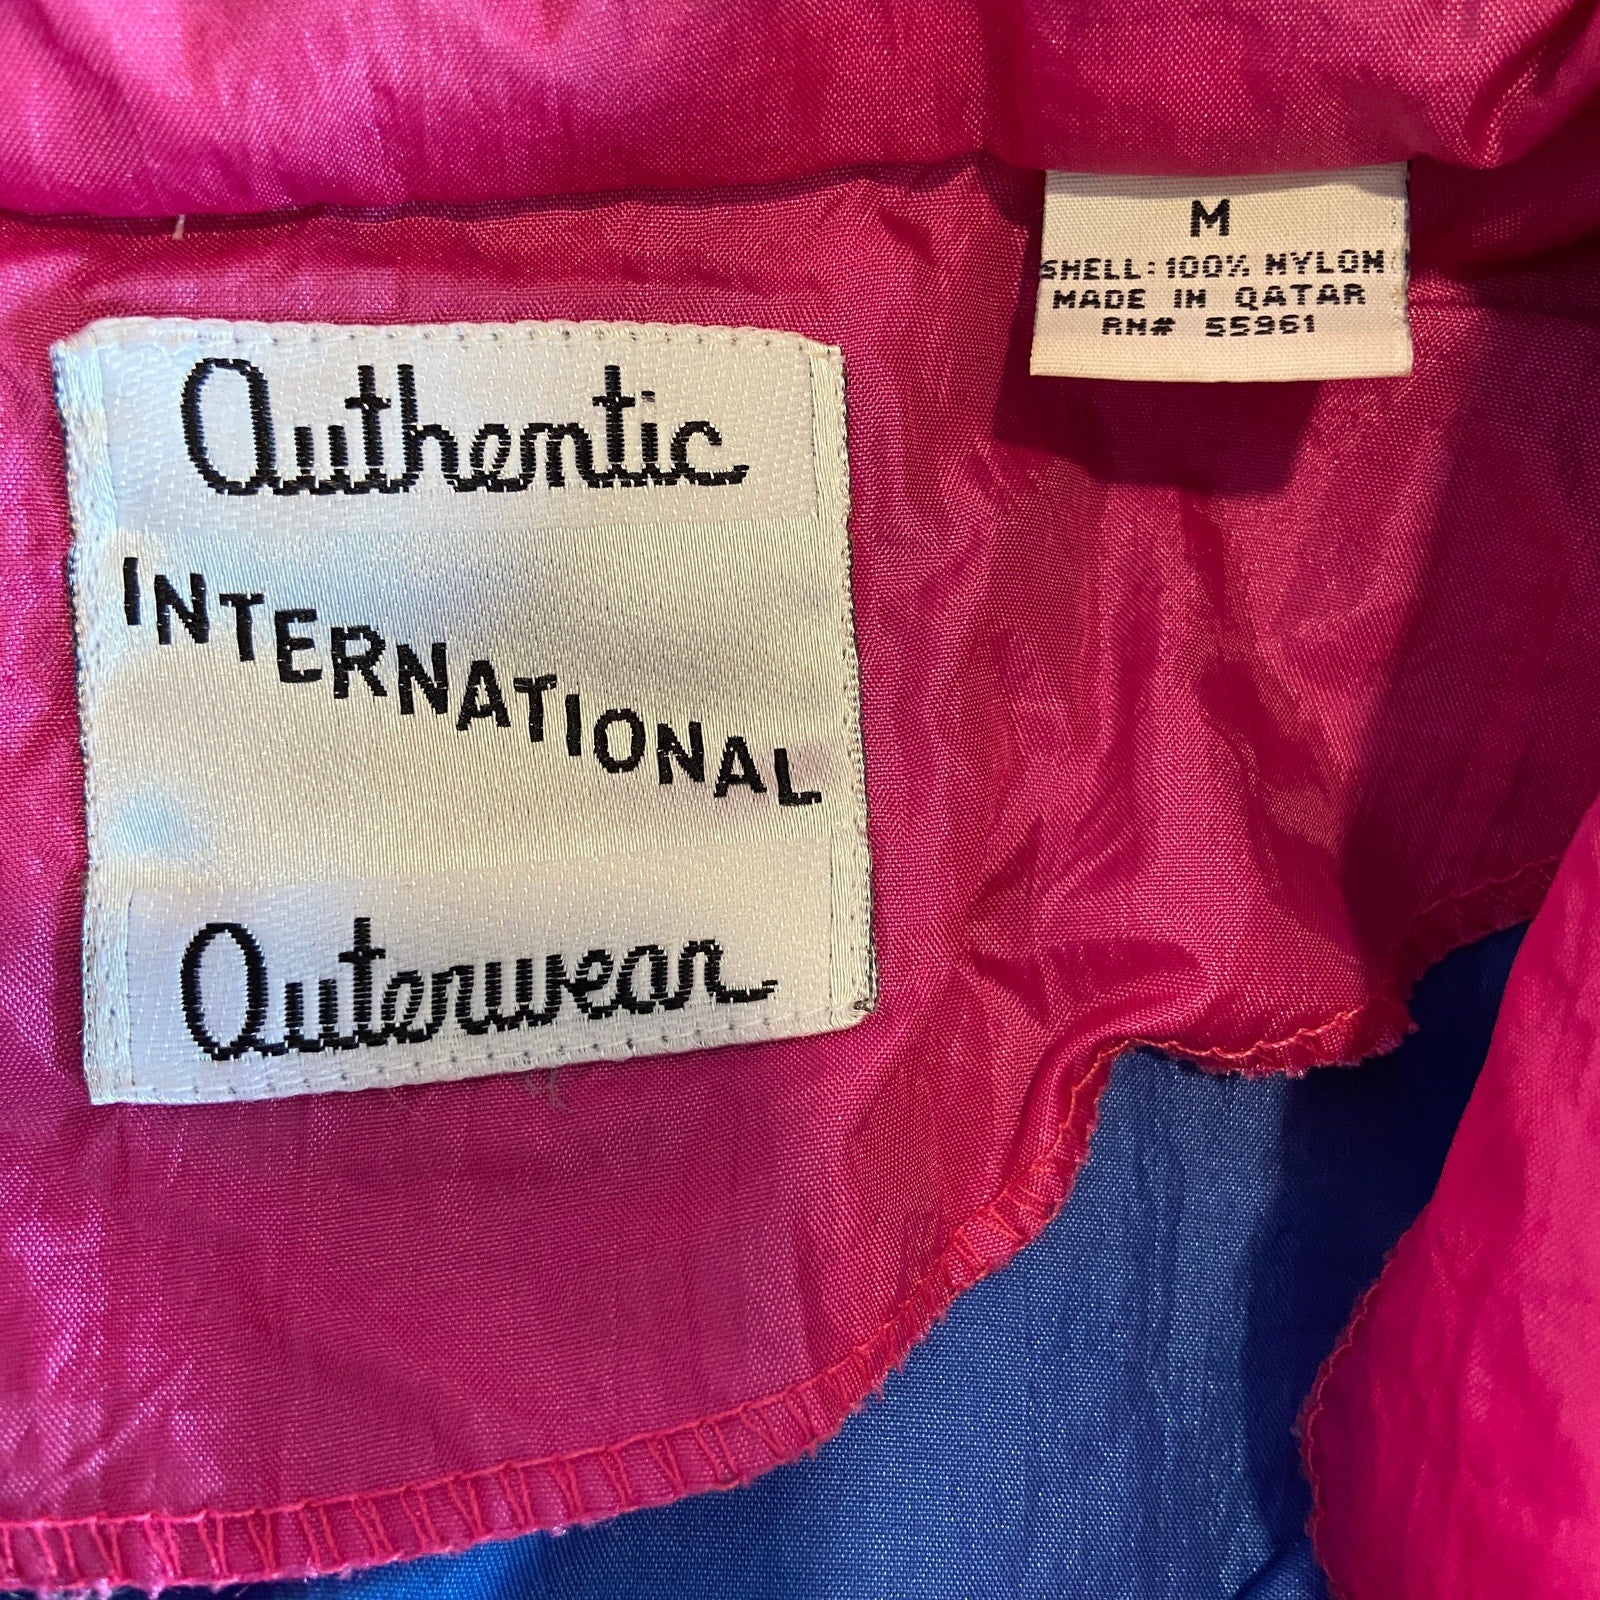 Authentic
INTERNATIONAL
Outerwear
M
SHELL: 100% NYLON
MADE IN QATAR
RN# 55961